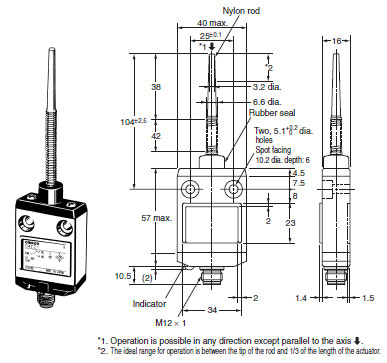 Nylon rod
40 max.
25±0.1
*1
16
*2
38
3.2 dia.
6.6 dia.
104±2.5
Rubber seal
42
Two, 5.1+0.2 0 dia.
holes
Spot facing
10.2 dia. depth: 6
4.5
7.5
8
57 max.
2
23
10.5
(2)
2
1.4
1.5
Indicator
34
M12 × 1
*1. Operation is possible in any direction except parallel to the axis ⬇.
*2. The ideal range for operation is between the tip of the rod and 1/3 of the length of the actuator.